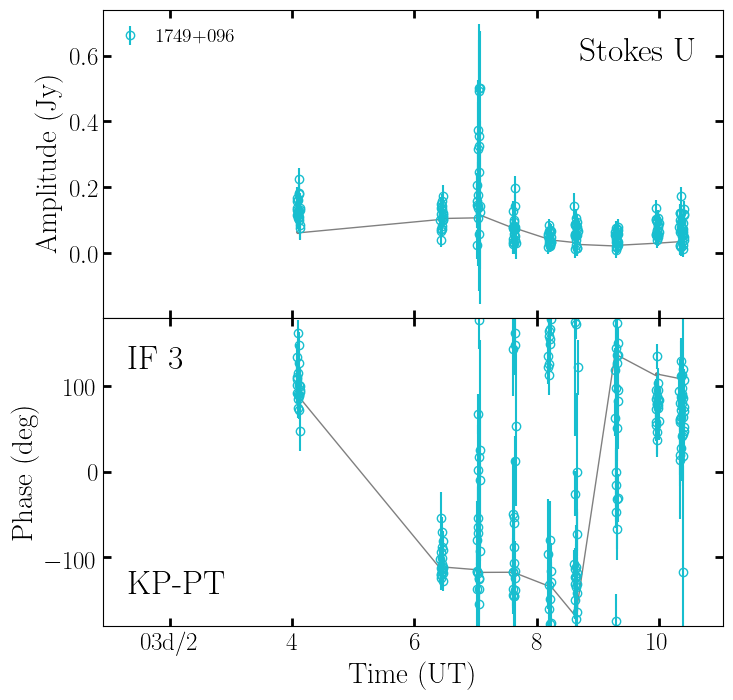 1749+096
Stokes U
Amplitude (Jy)
0.6
0.4
0.2
0.0
IF 3
KP-PT
Phase (deg)
100
0
−100
03d/2
4
6
8
10
Time (UT)